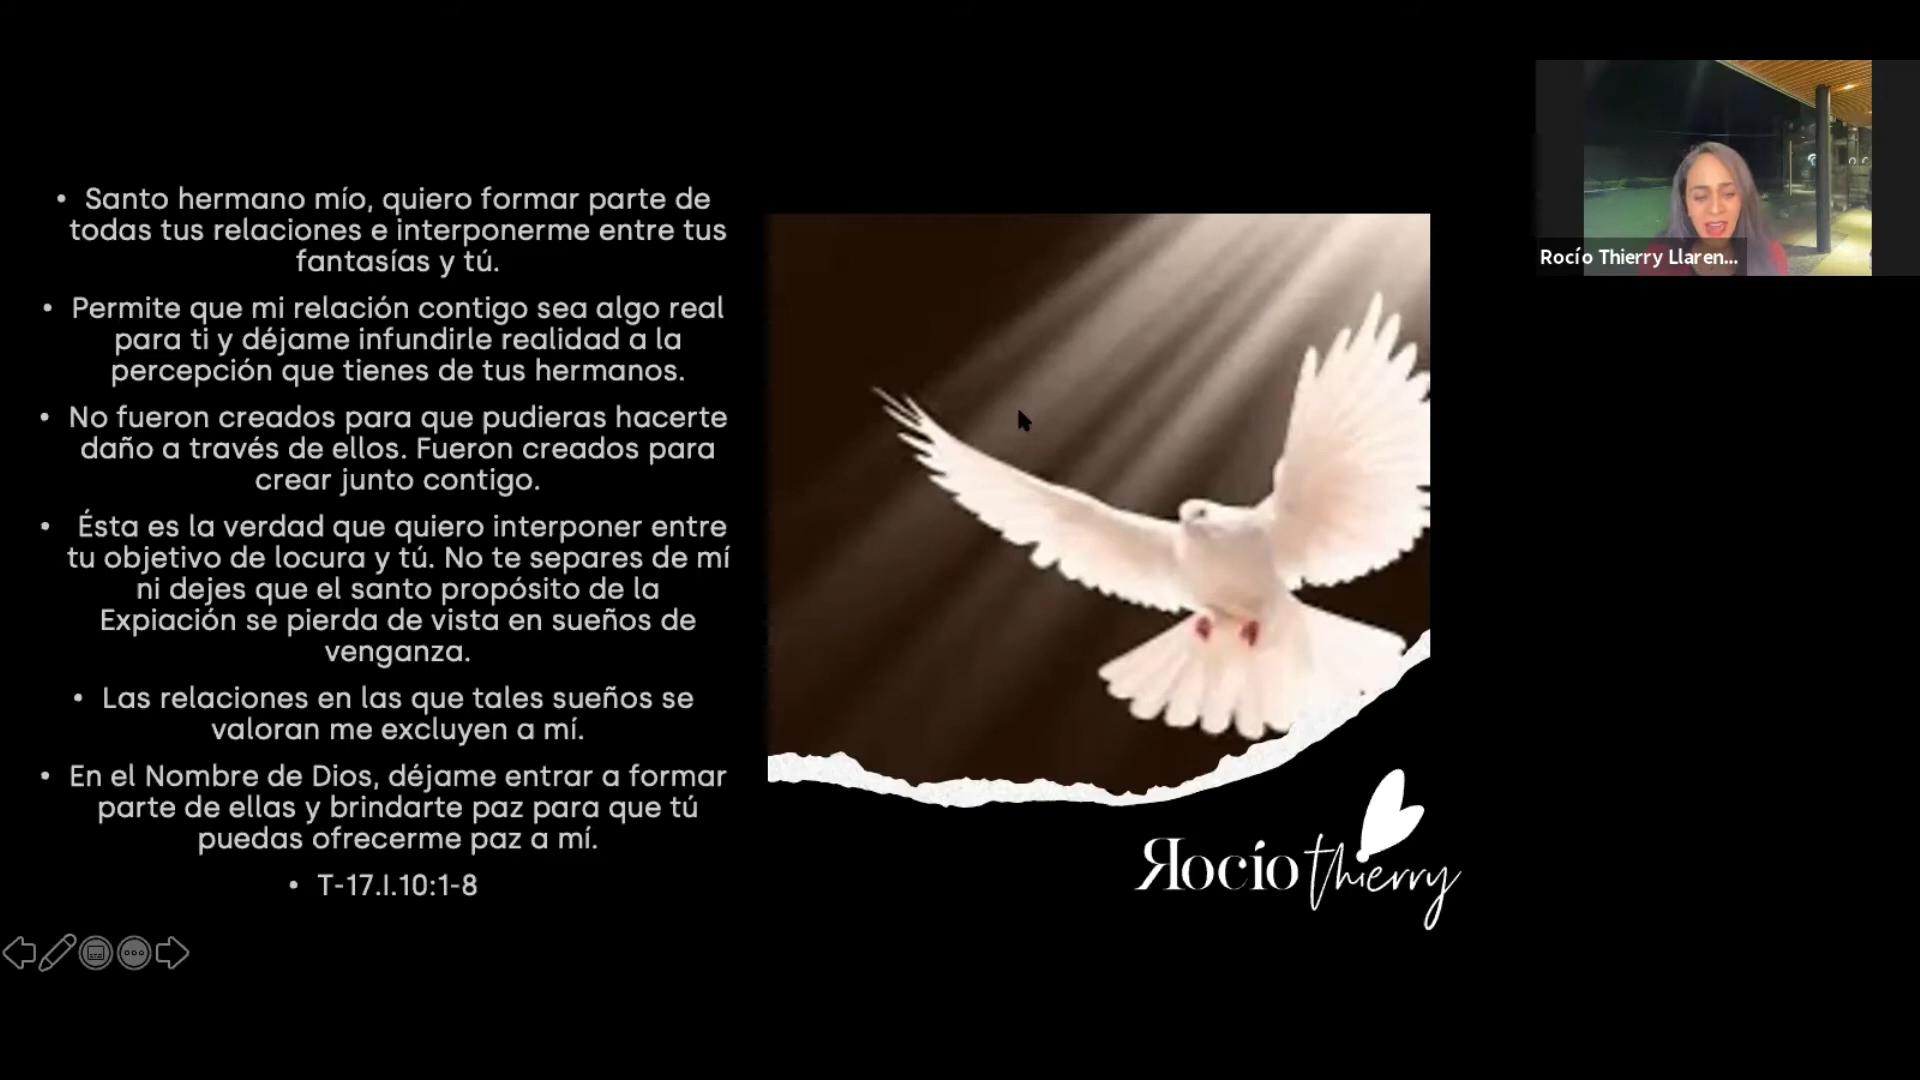 • Santo hermano mío, quiero formar parte de
todas tus relaciones e interponerme entre tus
fantasías y tú.
• Permite que mi relación contigo sea algo real
para ti y déjame infundirle realidad a la
percepción que tienes de tus hermanos.
• No fueron creados para que pudieras hacerte
daño a través de ellos. Fueron creados para
crear junto contigo.
• Ésta es la verdad que quiero interponer entre
tu objetivo de locura y tú. No te separes de mí
ni dejes que el santo propósito de la
Expiación se pierda de vista en sueños de
venganza.
• Las relaciones en las que tales sueños se
valoran me excluyen a mí.
• En el Nombre de Dios, déjame entrar a formar
parte de ellas y brindarte paz para que tú
puedas ofrecerme paz a mí.
• T-17.I.10:1-8
Rocío Thierry Llaren...
Rocío thierry